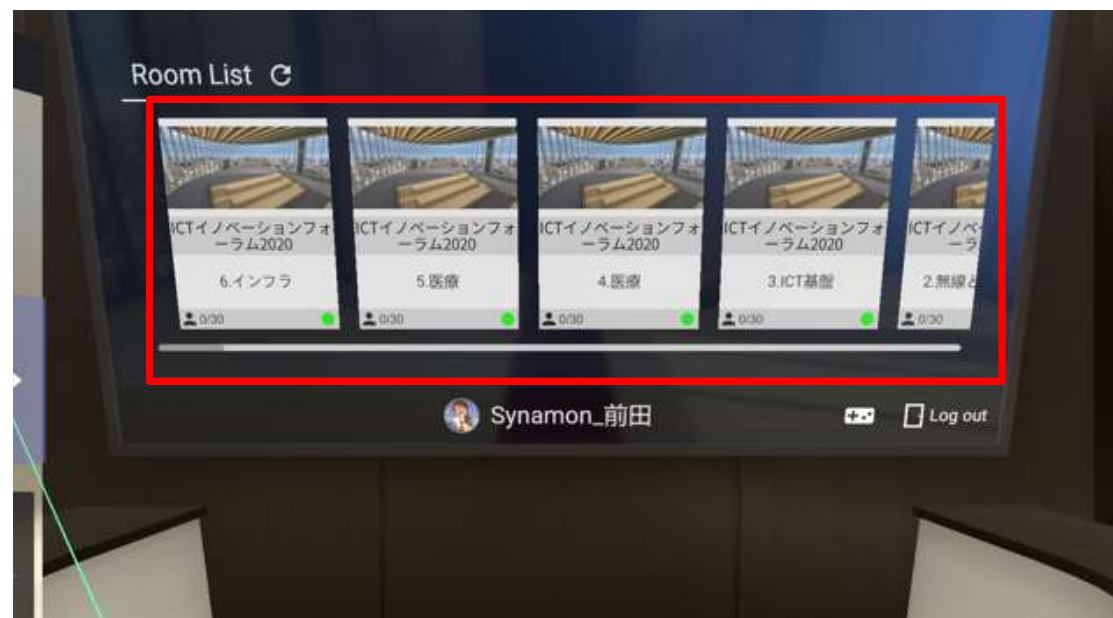 Room List
ICTイノベーションフォ
ーラム2020
6.インフラ
0/30
ICTイノベーションフォ
ーラム2020
5.医療
0/30
ICTイノベーションフォ
ーラム2020
4.医療
0/30
ICTイノベーションフォ
ーラム2020
3.ICT基盤
0/30
ICTイノベ
ーラ
2.無線
0/30
Synamon_前田
Log out